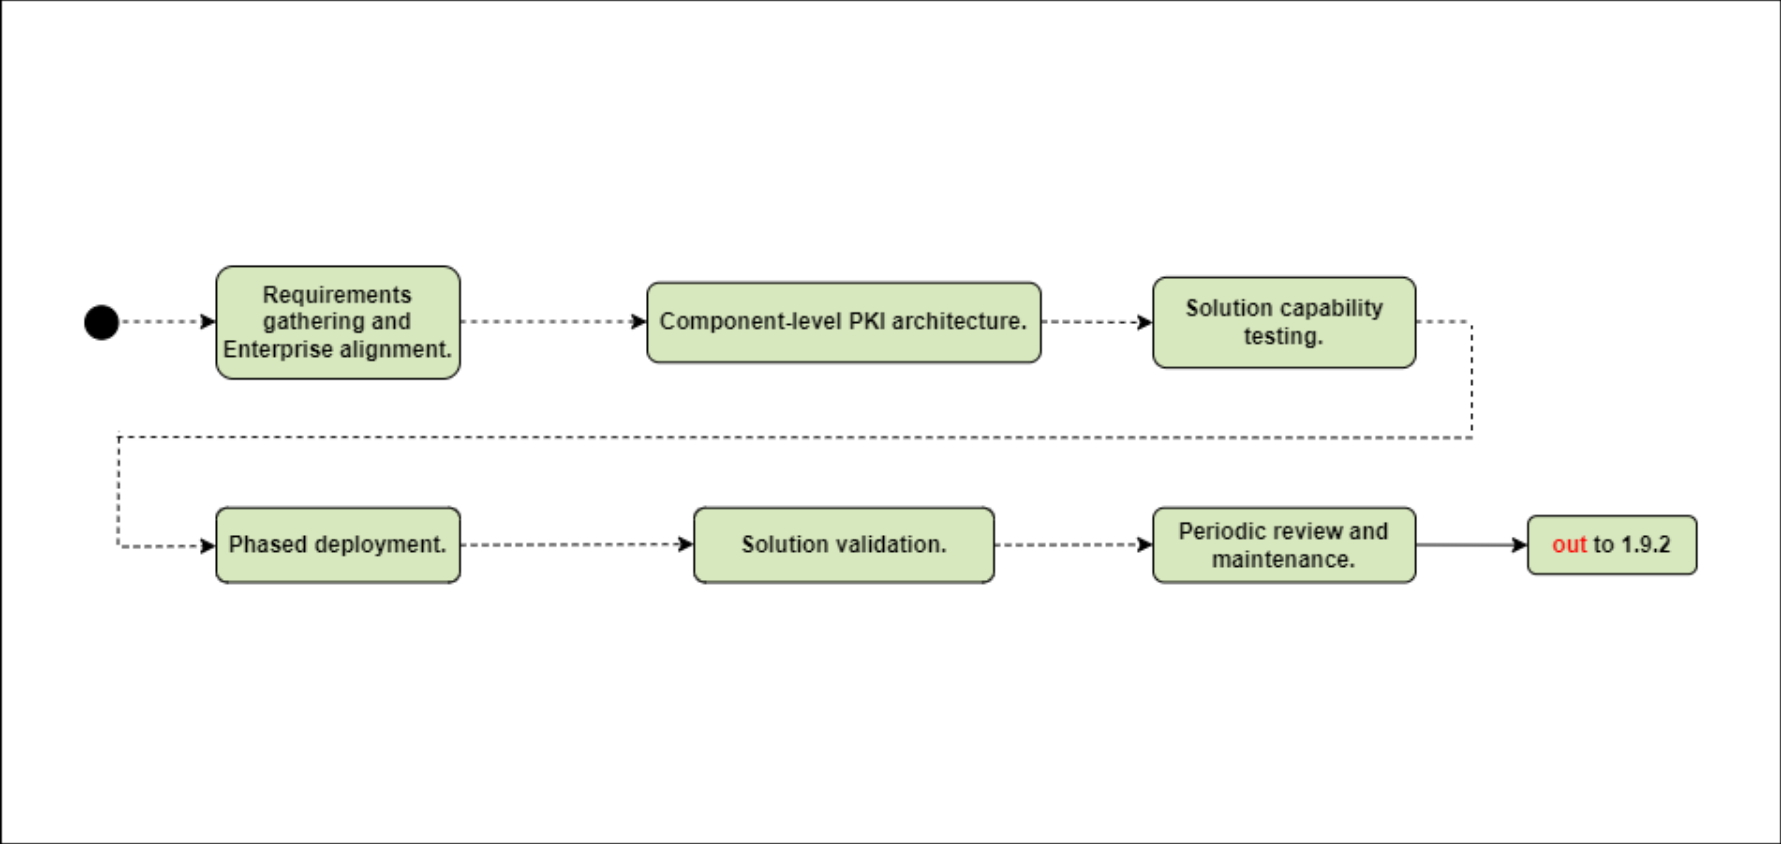 Requirements
gathering and
Enterprise alignment.
Component-level PKI architecture.
Solution capability
testing.
Phased deployment.
Solution validation.
Periodic review and
maintenance.
out to 1.9.2